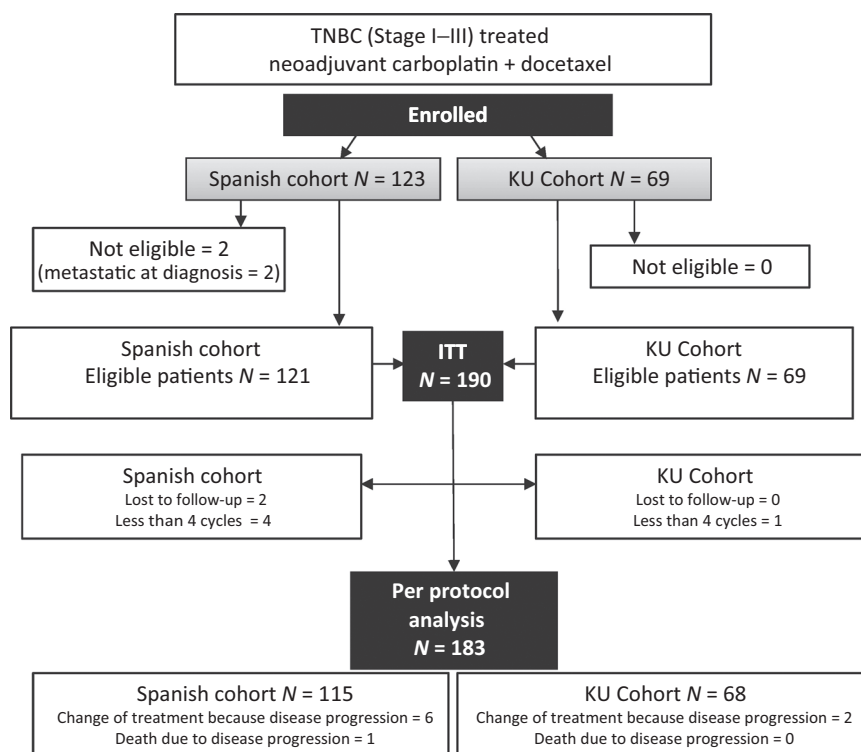 TNBC (Stage I–III) treated
neoadjuvant carboplatin + docetaxel
Enrolled
Spanish cohort N = 123
KU Cohort N = 69
Not eligible = 2
(metastatic at diagnosis = 2)
Not eligible = 0
Spanish cohort
Eligible patients N = 121
ITT
N = 190
KU Cohort
Eligible patients N = 69
Spanish cohort
Lost to follow-up = 2
Less than 4 cycles = 4
KU Cohort
Lost to follow-up = 0
Less than 4 cycles = 1
Per protocol
analysis
N = 183
Spanish cohort N = 115
Change of treatment because disease progression = 6
Death due to disease progression = 1
KU Cohort N = 68
Change of treatment because disease progression = 2
Death due to disease progression = 0